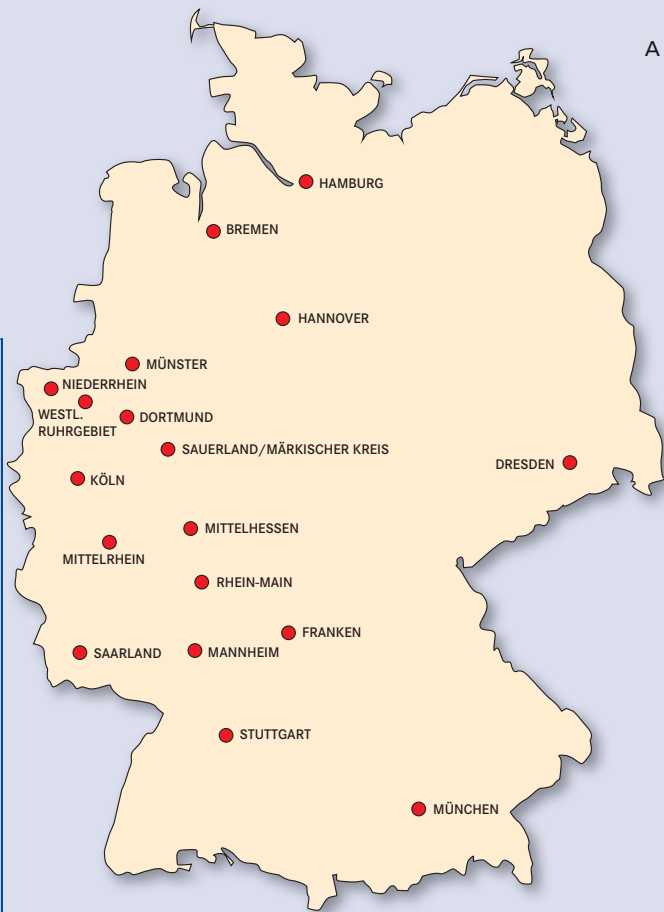 A
HAMBURG
BREMEN
HANNOVER
MÜNSTER
NIEDERRHEIN
WESTL.
RUHRGEBIET
DORTMUND
SAUERLAND/MÄRKISCHER KREIS
DRESDEN
KÖLN
MITTELHESSEN
MITTELRHEIN
RHEIN-MAIN
FRANKEN
SAARLAND
MANNHEIM
STUTTGART
MÜNCHEN